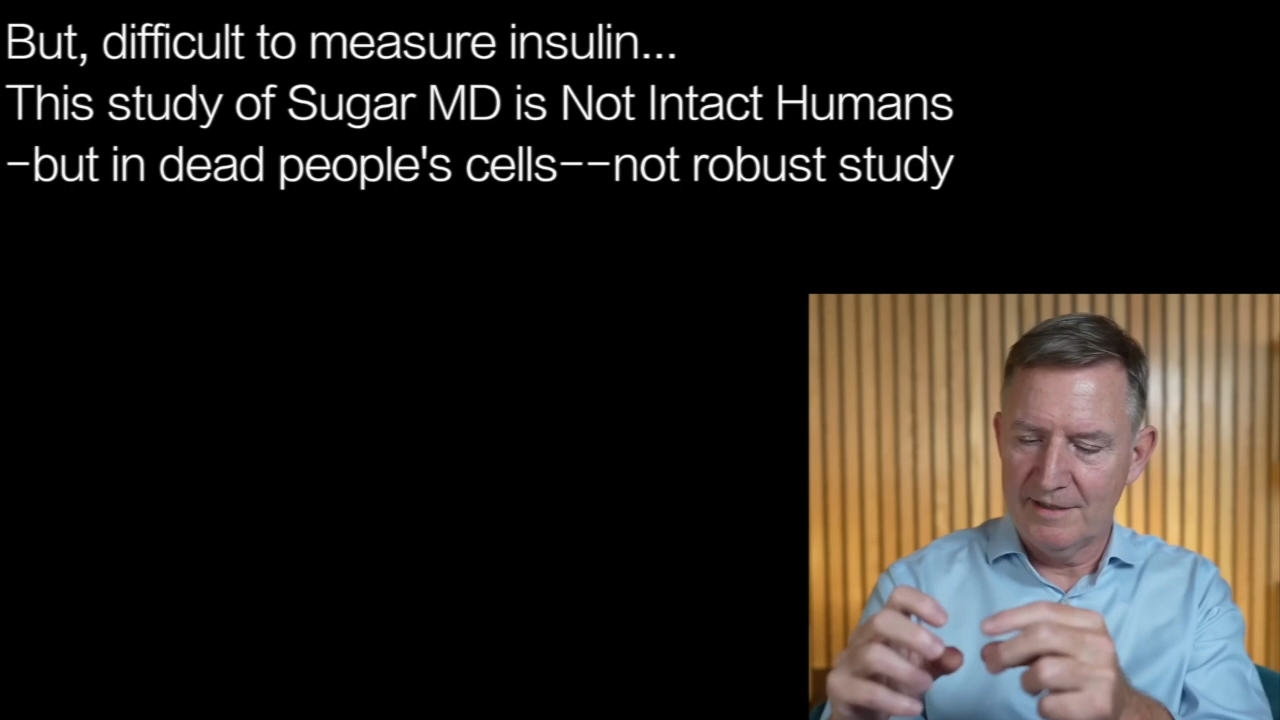 But, difficult to measure insulin...
This study of Sugar MD is Not Intact Humans
-but in dead people's cells--not robust study